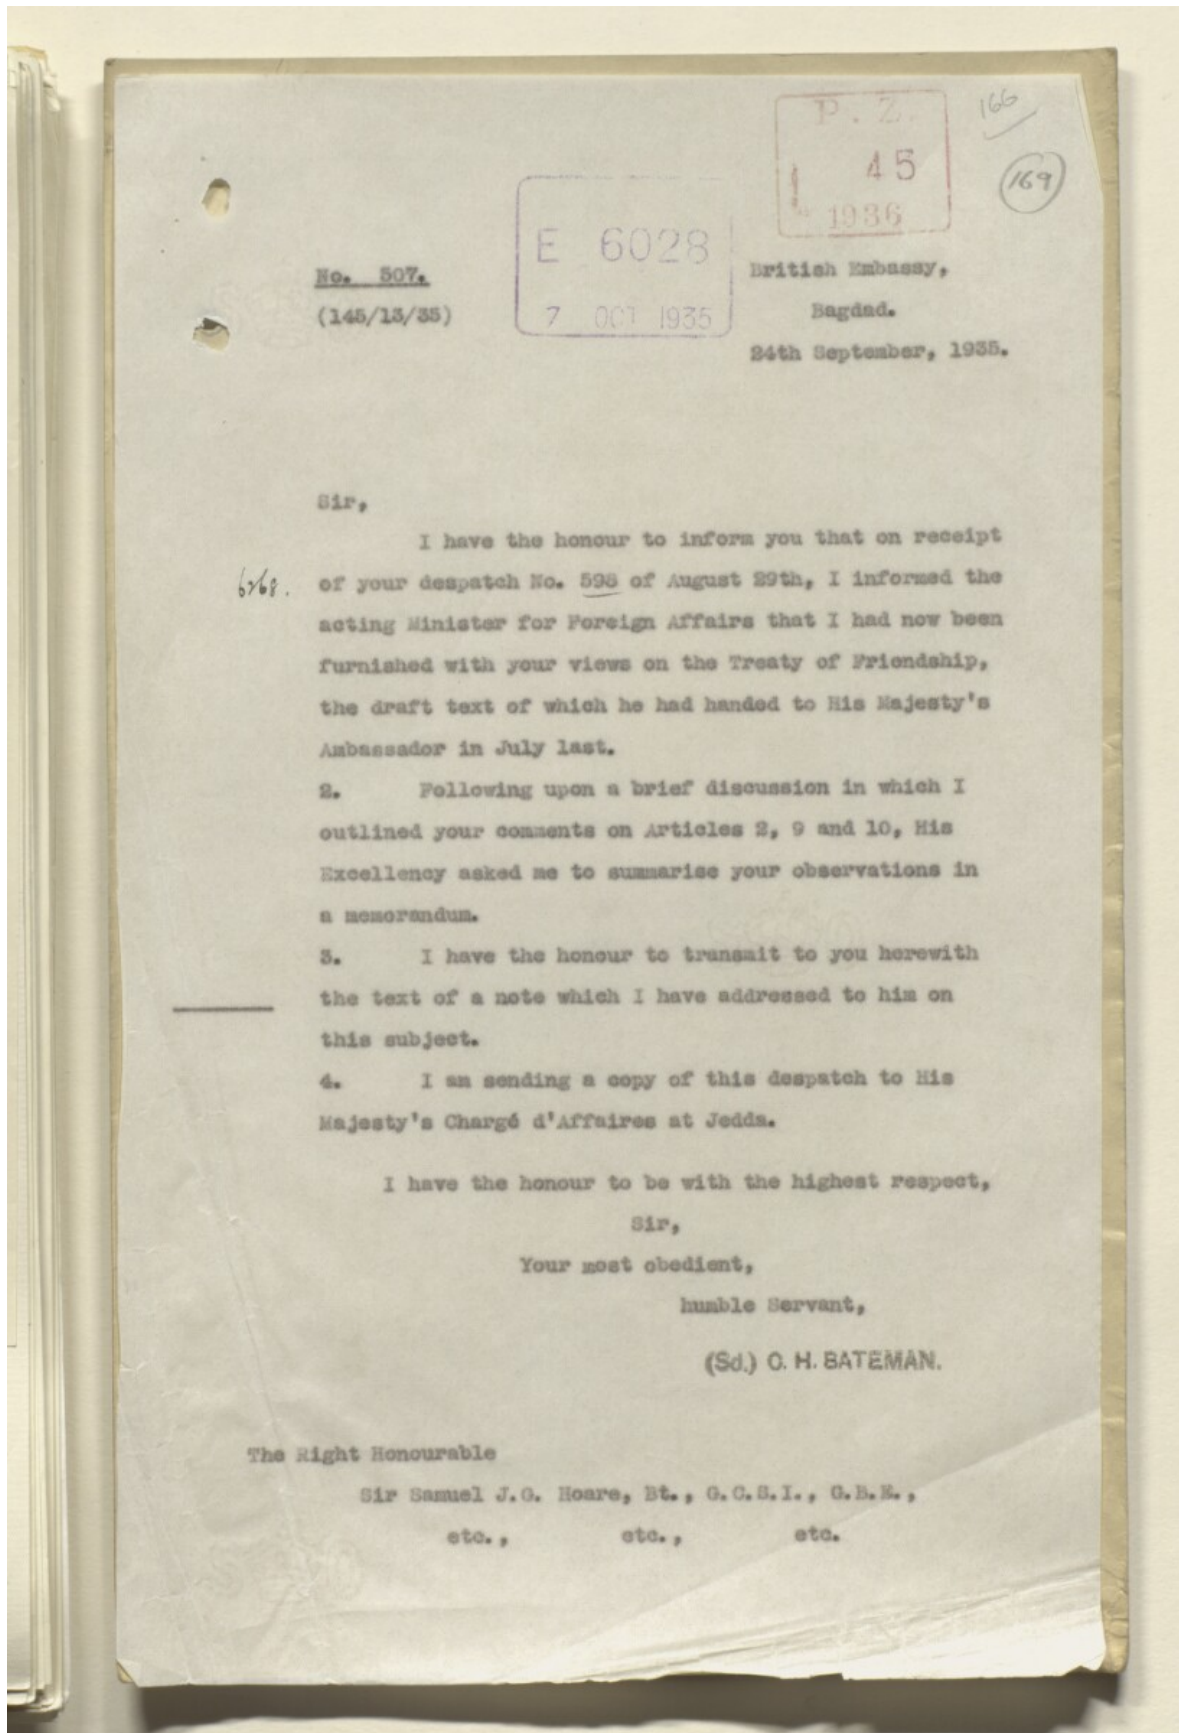 P. Z.
45
1936
166
169
E 6028
7 OCT 1935
No. 507.
(145/13/35)
British Embassy,
Bagdad.
24th September, 1935.
Sir,
I have the honour to inform you that on receipt
6268.
of your despatch No. 598 of August 29th, I informed the
acting Minister for Foreign Affairs that I had now been
furnished with your views on the Treaty of Friendship,
the draft text of which he had handed to His Majesty's
Ambassador in July last.
2. Following upon a brief discussion in which I
outlined your comments on Articles 2, 9 and 10, His
Excellency asked me to summarise your observations in
a memorandum.
3. I have the honour to transmit to you herewith
the text of a note which I have addressed to him on
this subject.
4. I am sending a copy of this despatch to His
Majesty's Chargé d'Affaires at Jedda.
I have the honour to be with the highest respect,
Sir,
Your most obedient,
humble Servant,
(Sd.) C. H. BATEMAN.
The Right Honourable
Sir Samuel J.G. Hoare, Bt., G.C.S.I., G.B.E.,
etc., etc., etc.